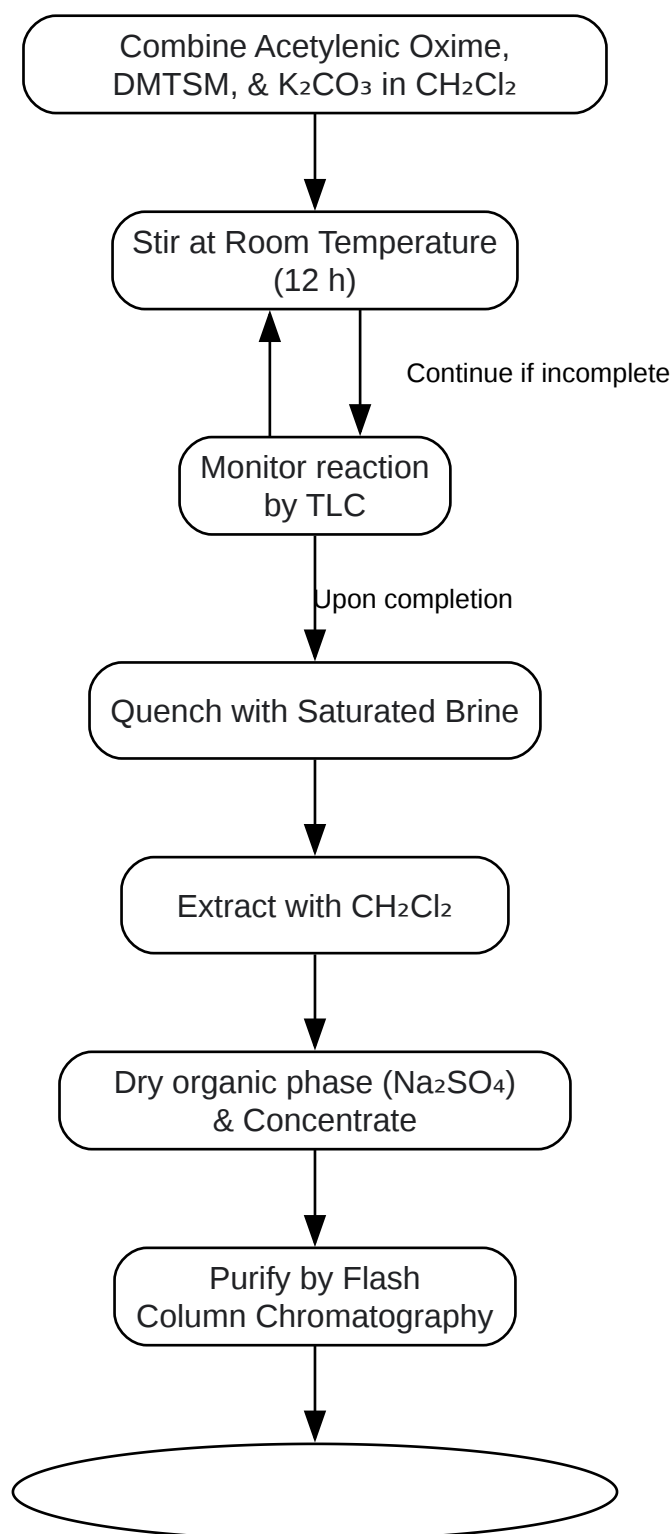 Combine Acetylenic Oxime,
DMTSM, & K₂CO₃ in CH₂Cl₂
Stir at Room Temperature
(12 h)
Continue if incomplete
Monitor reaction
by TLC
Upon completion
Quench with Saturated Brine
Extract with CH₂Cl₂
Dry organic phase (Na₂SO₄)
& Concentrate
Purify by Flash
Column Chromatography